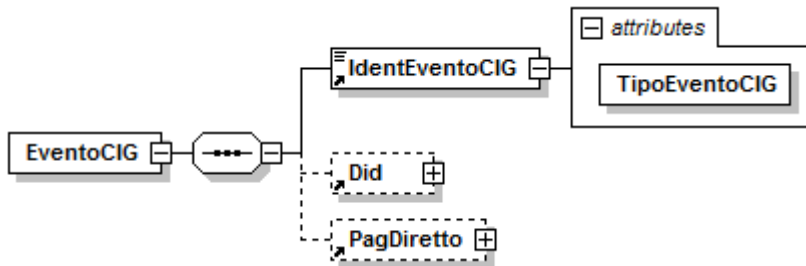 attributes
IdentEventoCIG
TipoEventoCIG
EventoCIG
Did
PagDiretto